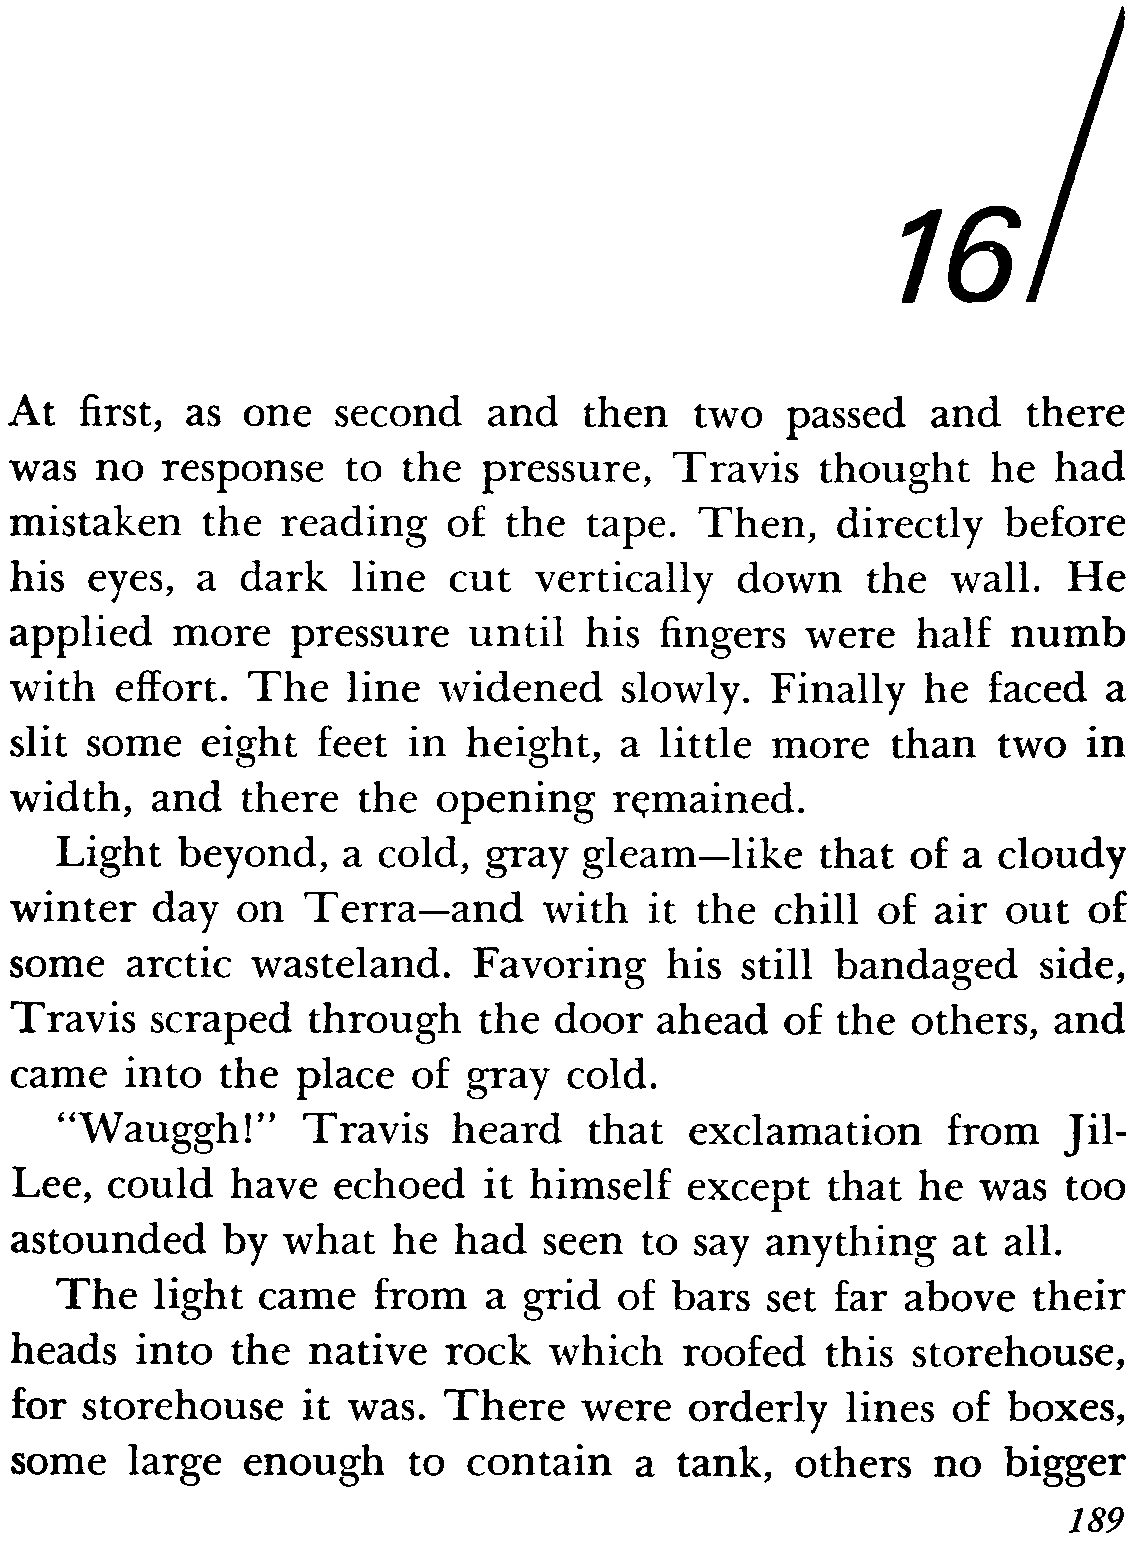 16/
At first, as one second and then two passed and there
was no response to the pressure, Travis thought he had
mistaken the reading of the tape. Then, directly before
his eyes, a dark line cut vertically down the wall. He
applied more pressure until his fingers were half numb
with effort. The line widened slowly. Finally he faced a
slit some eight feet in height, a little more than two in
width, and there the opening remained.
Light beyond, a cold, gray gleam—like that of a cloudy
winter day on Terra—and with it the chill of air out of
some arctic wasteland. Favoring his still bandaged side,
Travis scraped through the door ahead of the others, and
came into the place of gray cold.
“Wauggh!” Travis heard that exclamation from Jil-
Lee, could have echoed it himself except that he was too
astounded by what he had seen to say anything at all.
The light came from a grid of bars set far above their
heads into the native rock which roofed this storehouse,
for storehouse it was. There were orderly lines of boxes,
some large enough to contain a tank, others no bigger
189